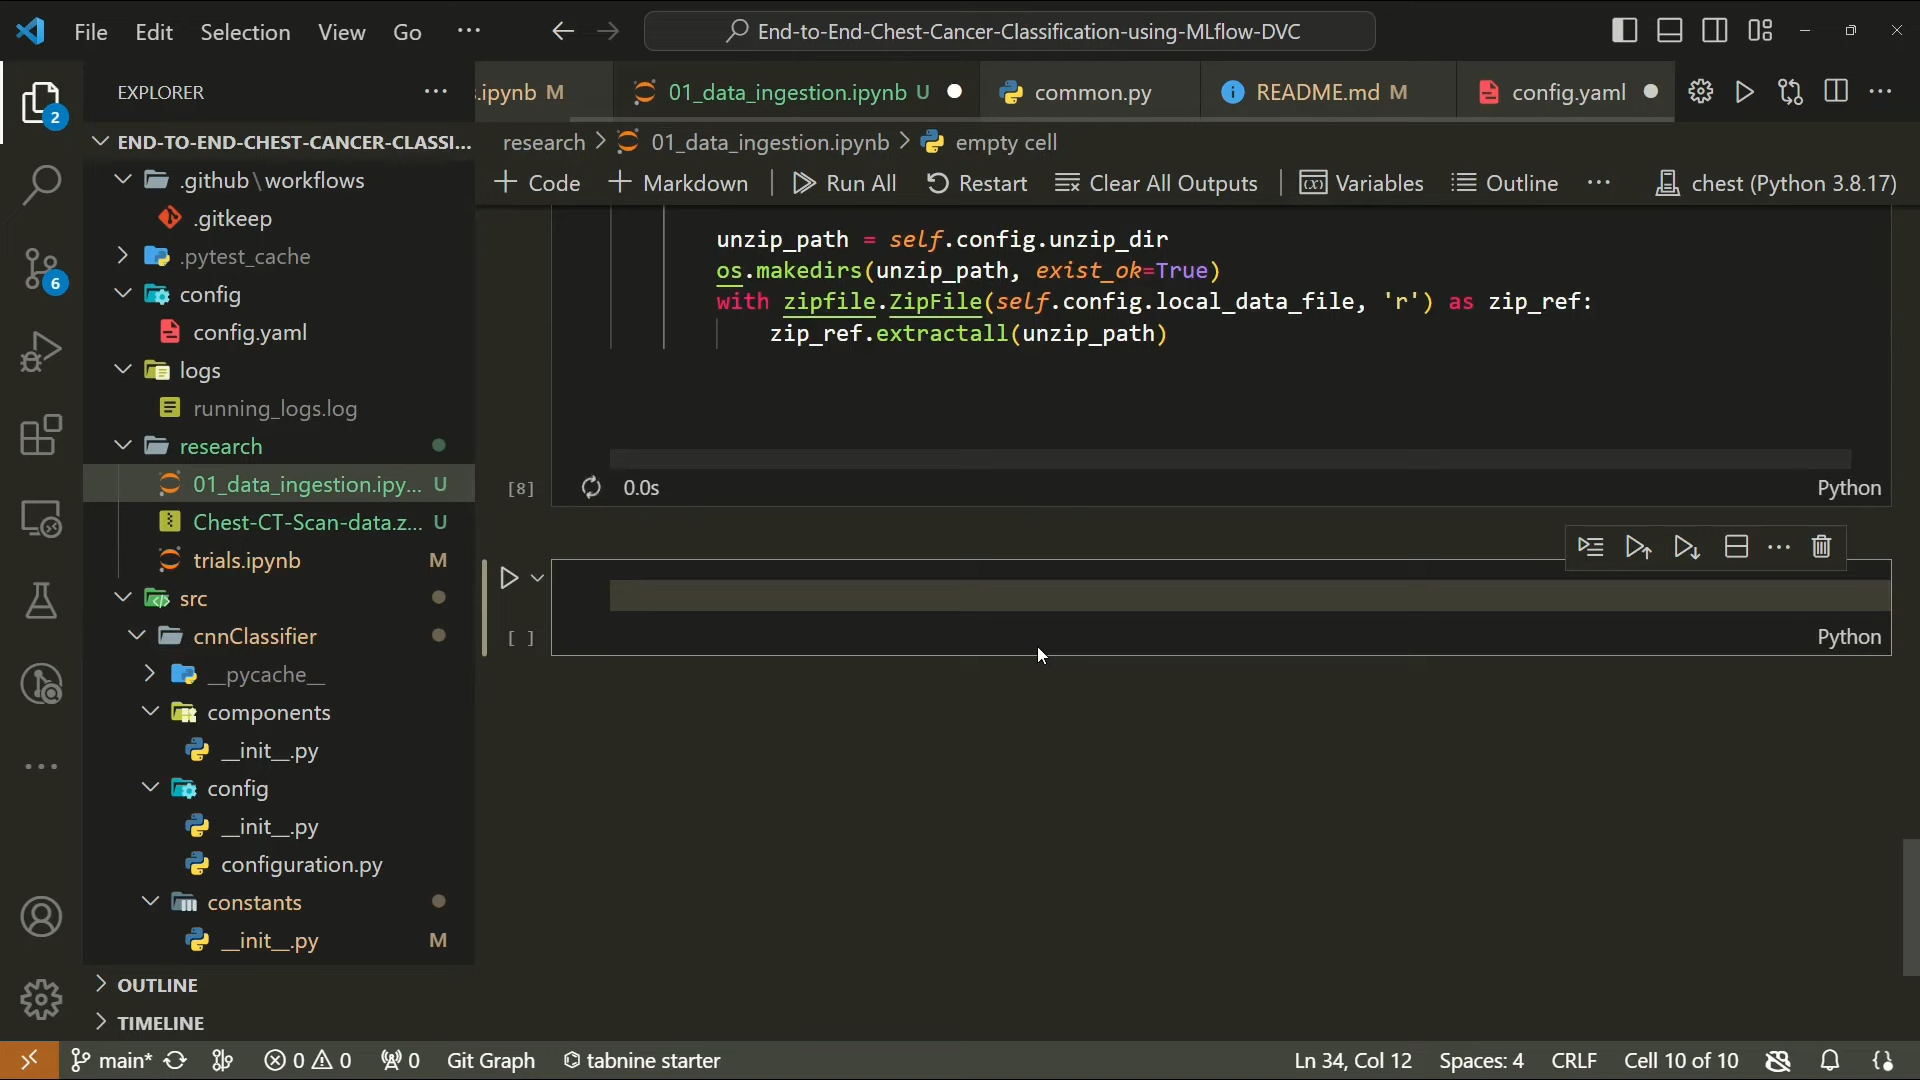 File Edit Selection View Go ...
End-to-End-Chest-Cancer-Classification-using-MLflow-DVC
EXPLORER
.ipynb M
01_data_ingestion.ipynb U
common.py
README.md M
config.yaml
END-TO-END-CHEST-CANCER-CLASSI...
research > 01_data_ingestion.ipynb > empty cell
+ Code + Markdown Run All Restart Clear All Outputs Variables Outline ... chest (Python 3.8.17)
.github\workflows
.gitkeep
.pytest_cache
config
config.yaml
logs
running_logs.log
research
01_data_ingestion.ipy... U
Chest-CT-Scan-data.z... U
trials.ipynb M
src
cnnClassifier
__pycache__
components
__init__.py
config
__init__.py
configuration.py
constants
__init__.py M
OUTLINE
TIMELINE
2
6
unzip_path = self.config.unzip_dir
os.makedirs(unzip_path, exist_ok=True)
with zipfile.ZipFile(self.config.local_data_file, 'r') as zip_ref:
zip_ref.extractall(unzip_path)
[8] 0.0s Python
[ ] Python
main* 0 0 0 Git Graph tabnine starter Ln 34, Col 12 Spaces: 4 CRLF Cell 10 of 10